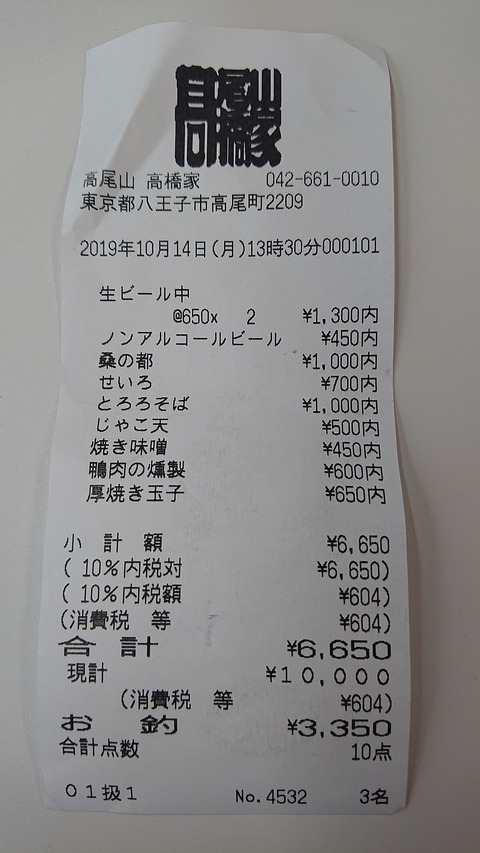 高尾山
高橋家
高尾山 高橋家 042-661-0010
東京都八王子市高尾町2209
2019年10月14日(月)13時30分000101
生ビール中
@650x 2 ¥1,300内
ノンアルコールビール ¥450内
桑の都 ¥1,000内
せいろ ¥700内
とろろそば ¥1,000内
じゃこ天 ¥500内
焼き味噌 ¥450内
鴨肉の燻製 ¥600内
厚焼き玉子 ¥650内
小 計 額 ¥6,650
( 10%内税対 ¥6,650)
( 10%内税額 ¥604)
(消費税 等 ¥604)
合 計 ¥6,650
現計 ¥10,000
(消費税 等 ¥604)
お 釣 ¥3,350
合計点数 10点
01扱1 No.4532 3名